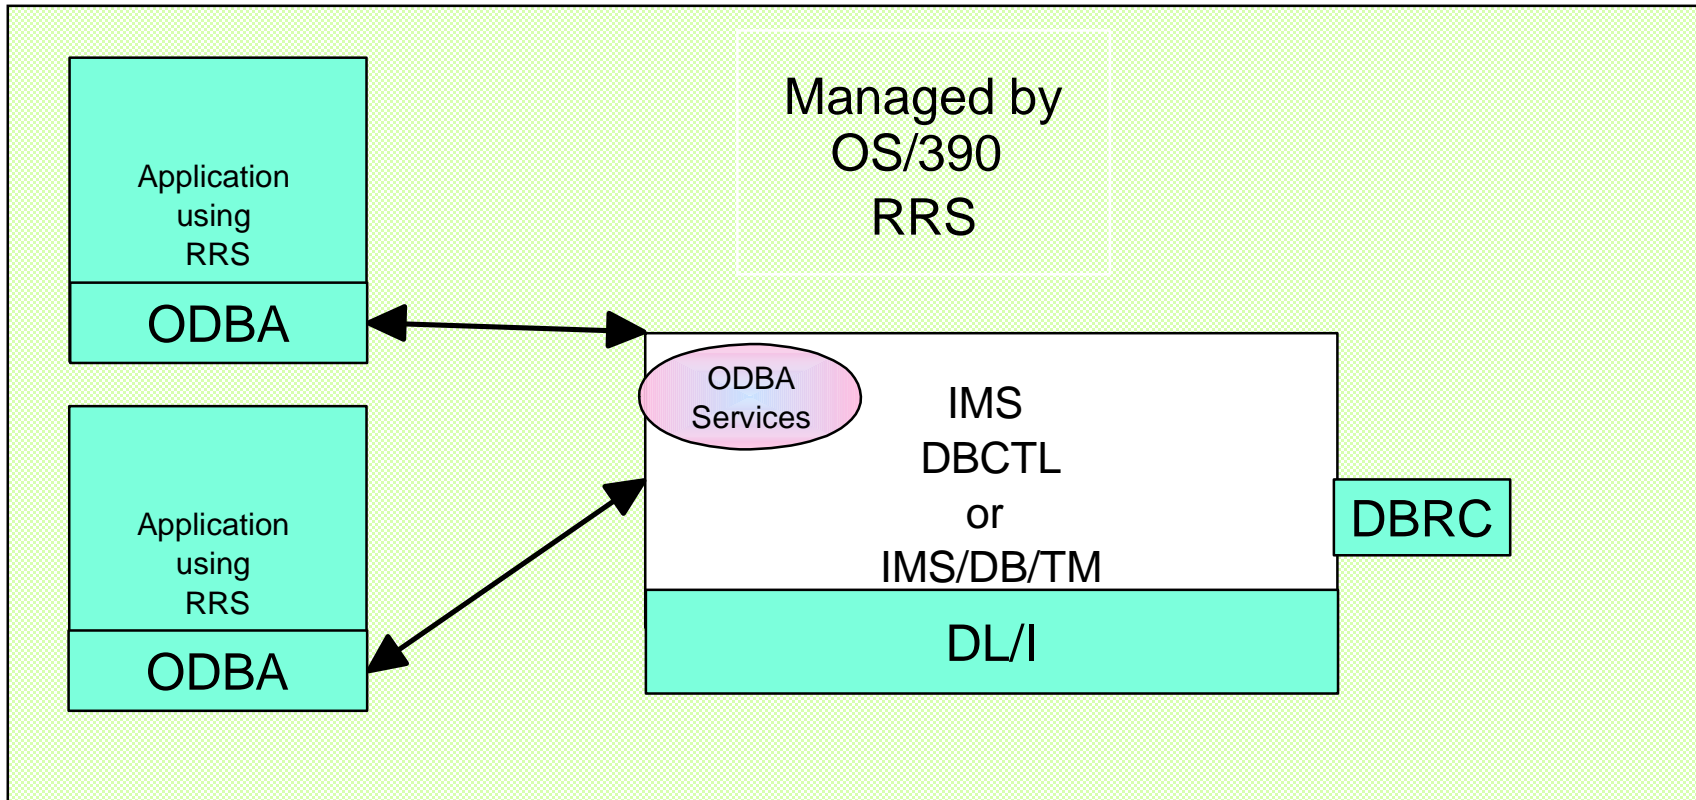 Managed by
OS/390
RRS
Application
using
RRS
ODBA
ODBA
Services
IMS
DBCTL
or
IMS/DB/TM
DBRC
DL/I
Application
using
RRS
ODBA